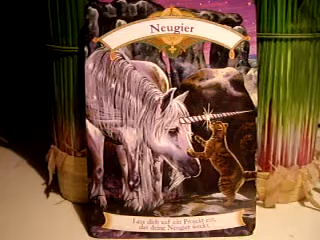 Neugier
Lass dich auf ein Projekt ein,
das deine Neugier weckt.